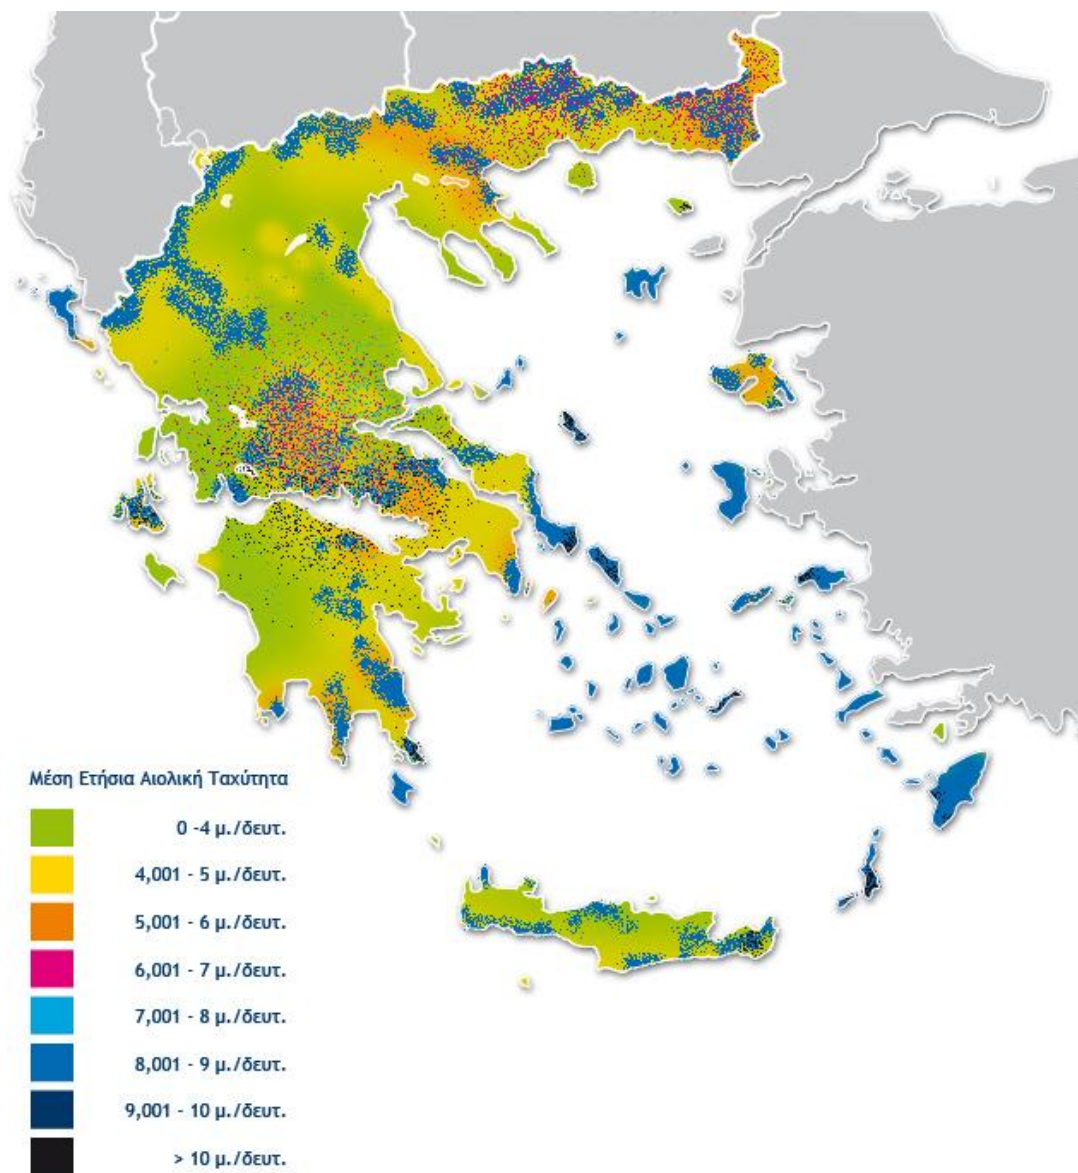 Μέση Ετήσια Αιολική Ταχύτητα
0 -4 μ./δευτ.
4,001 - 5 μ./δευτ.
5,001 - 6 μ./δευτ.
6,001 - 7 μ./δευτ.
7,001 - 8 μ./δευτ.
8,001 - 9 μ./δευτ.
9,001 - 10 μ./δευτ.
> 10 μ./δευτ.